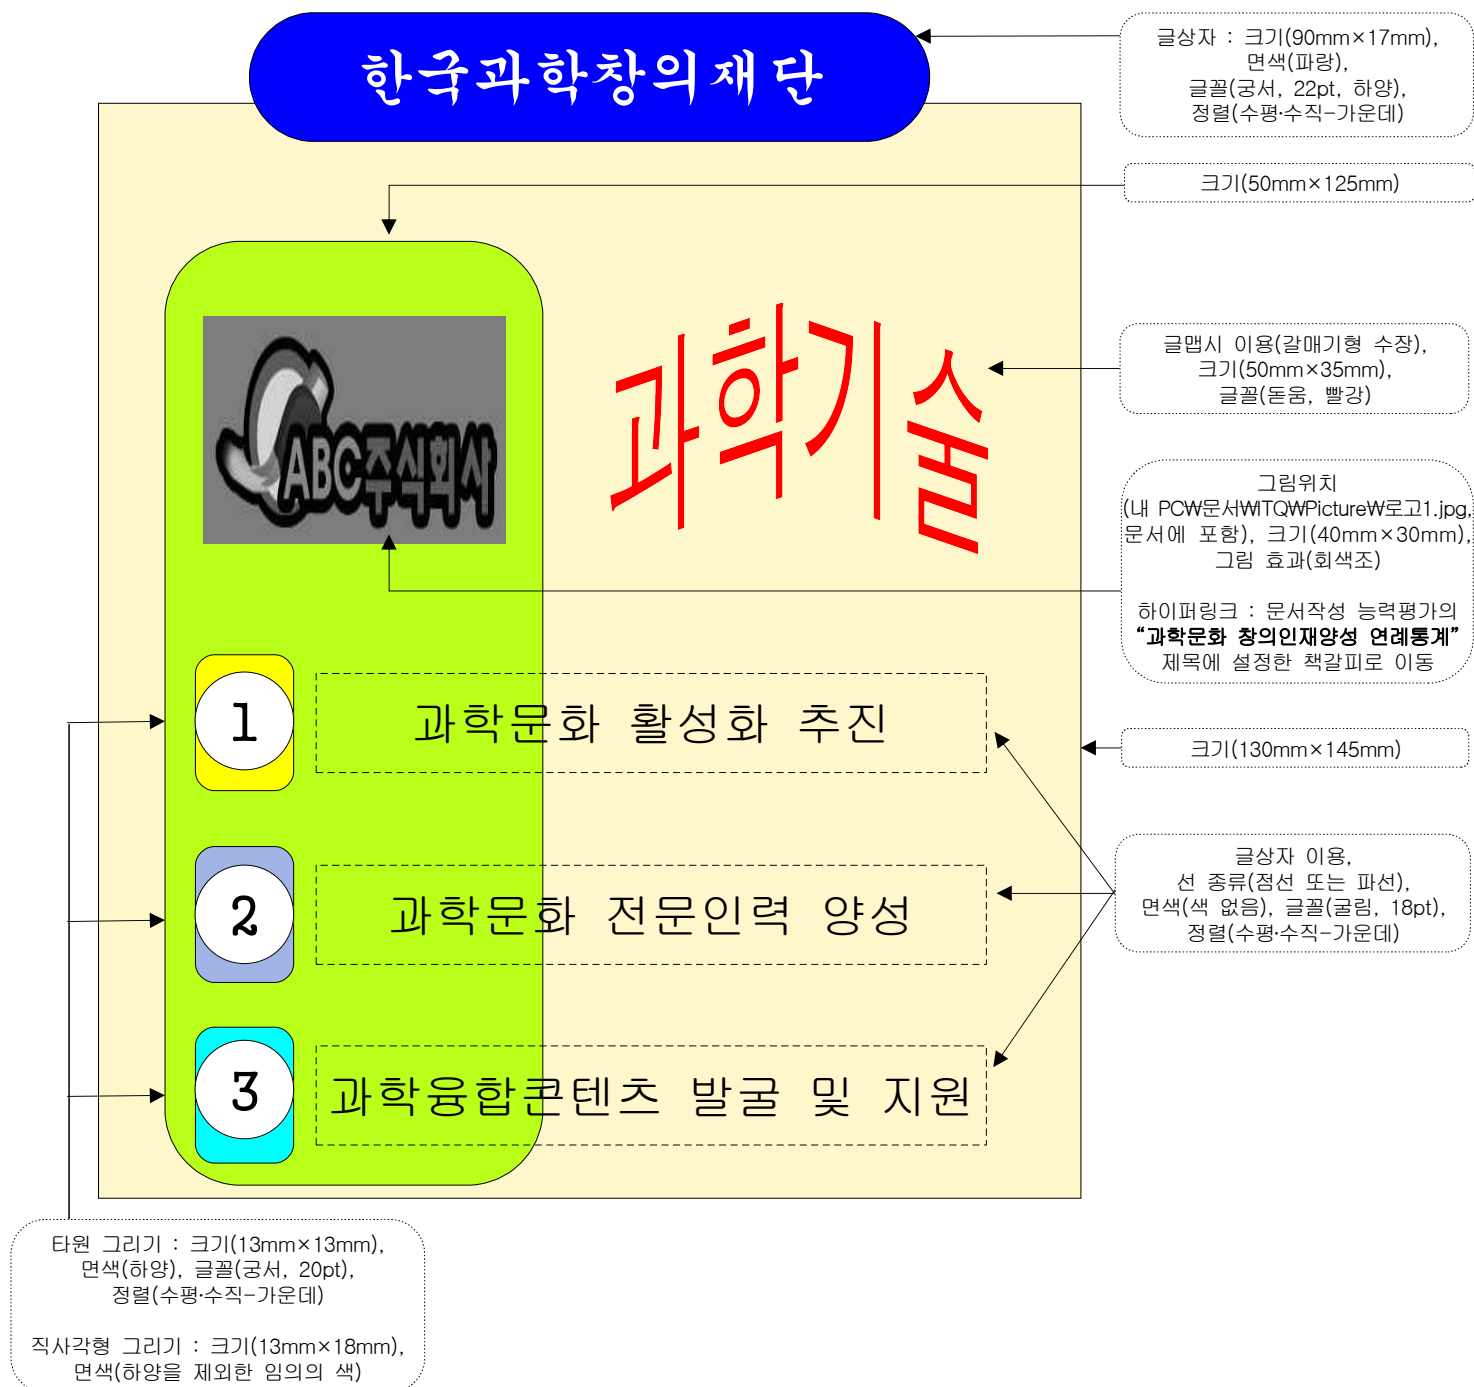 한국과학창의재단
글상자 : 크기(90mm×17mm),
면색(파랑),
글꼴(궁서, 22pt, 하양),
정렬(수평·수직-가운데)
크기(50mm×125mm)
과학기술
글맵시 이용(갈매기형 수장),
크기(50mm×35mm),
글꼴(돋움, 빨강)
ABC주식회사
그림위치
(내 PC₩문서₩ITQ₩Picture₩로고1.jpg,
문서에 포함), 크기(40mm×30mm),
그림 효과(회색조)
하이퍼링크 : 문서작성 능력평가의
“과학문화 창의인재양성 연례통계”
제목에 설정한 책갈피로 이동
1
과학문화 활성화 추진
크기(130mm×145mm)
2
과학문화 전문인력 양성
글상자 이용,
선 종류(점선 또는 파선),
면색(색 없음), 글꼴(굴림, 18pt),
정렬(수평·수직-가운데)
3
과학융합콘텐츠 발굴 및 지원
타원 그리기 : 크기(13mm×13mm),
면색(하양), 글꼴(궁서, 20pt),
정렬(수평·수직-가운데)
직사각형 그리기 : 크기(13mm×18mm),
면색(하양을 제외한 임의의 색)